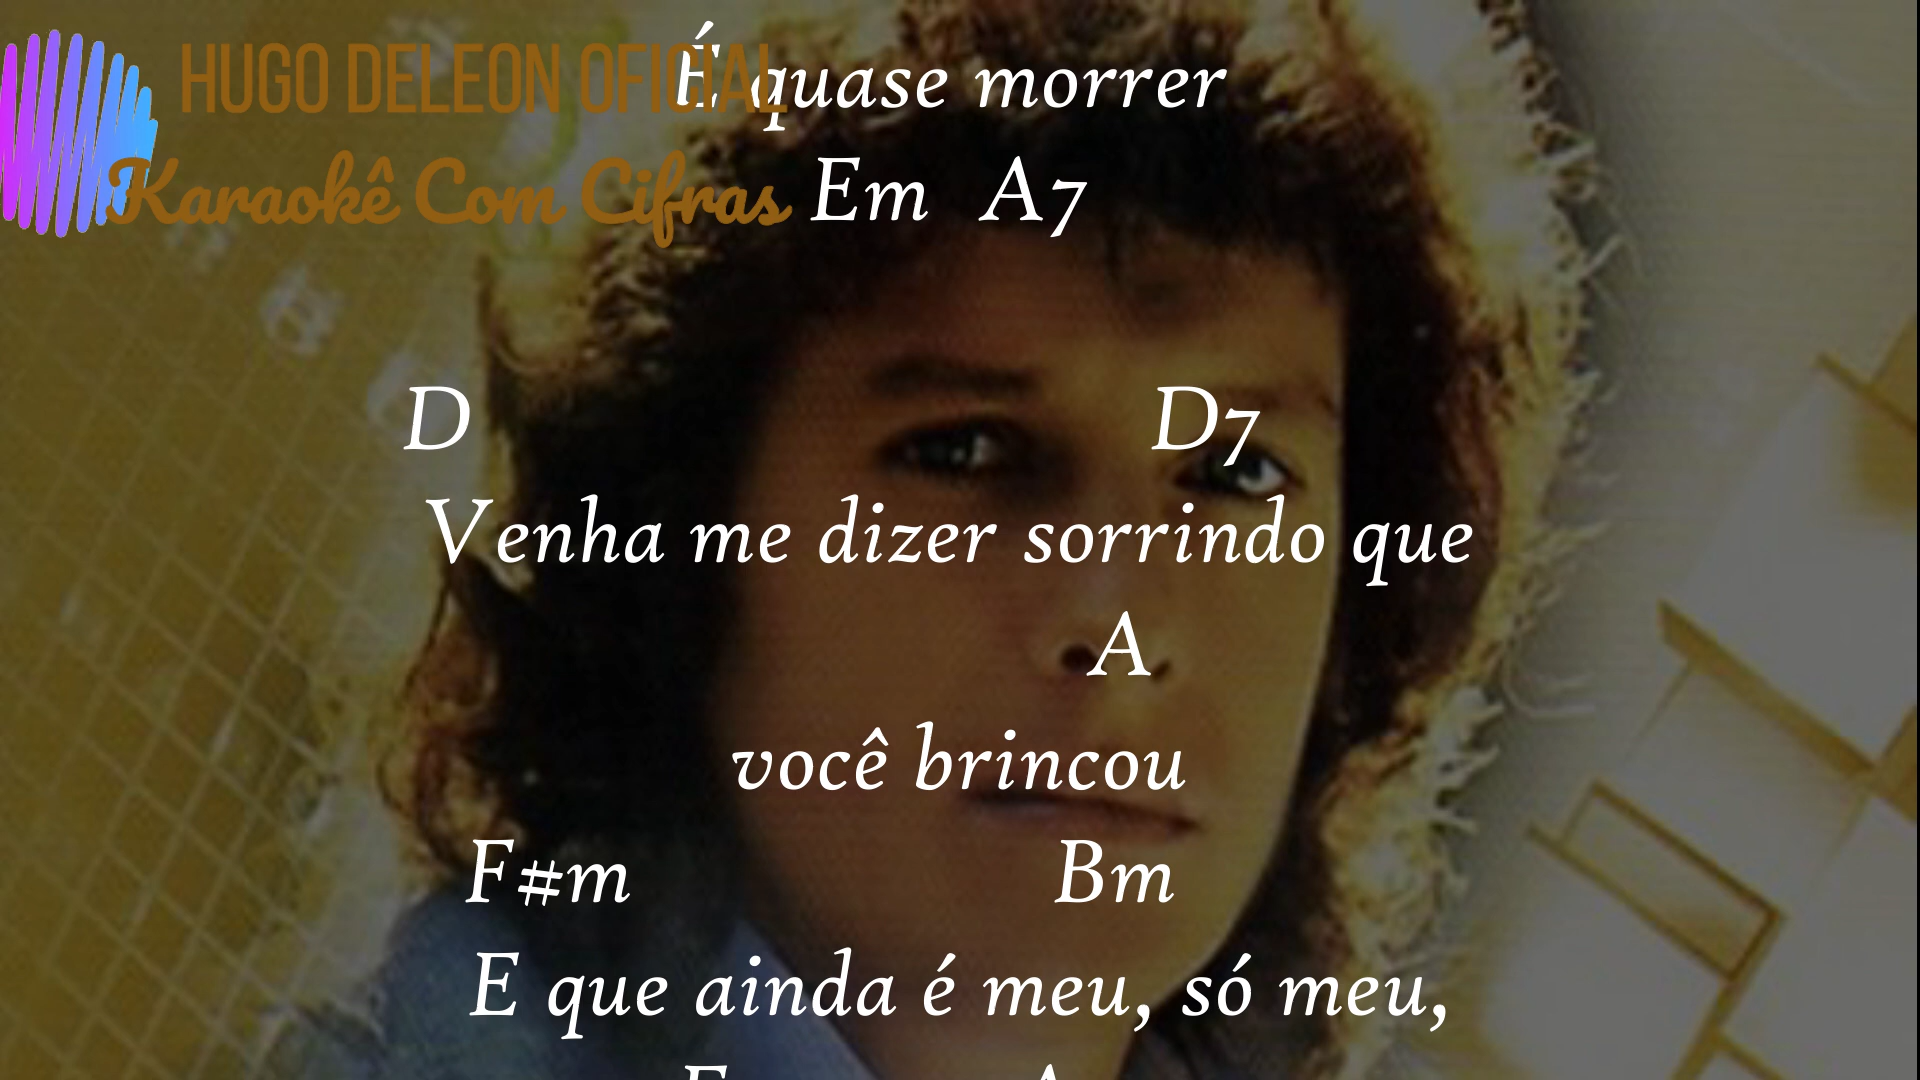 HUGO DELEON OFICIAL
Karaokê Com Cifras
É quase morrer
Em A7
D D7
Venha me dizer sorrindo que
A
você brincou
F#m Bm
E que ainda é meu, só meu,